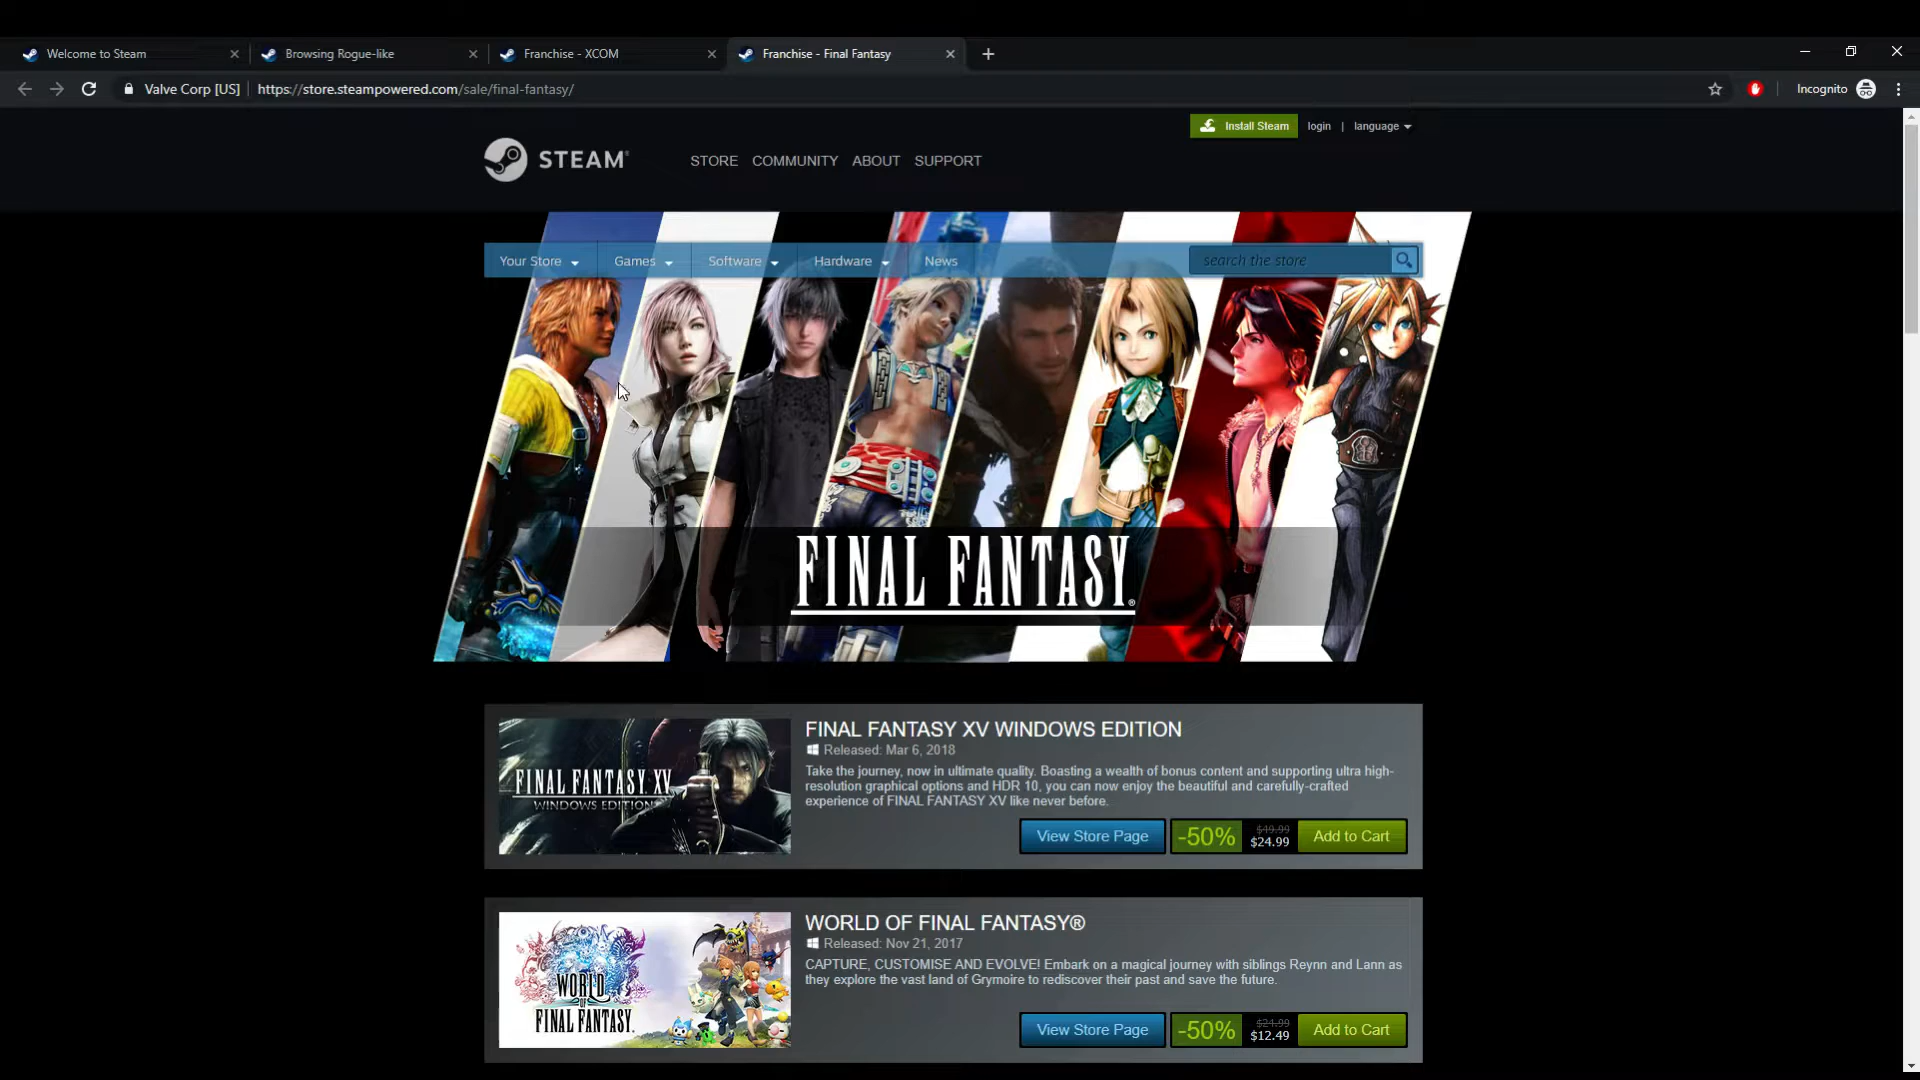 Welcome to Steam
Browsing Rogue-like
Franchise - XCOM
Franchise - Final Fantasy
Valve Corp [US]
https://store.steampowered.com/sale/final-fantasy/
Incognito
Install Steam
login | language
STEAM
STORE COMMUNITY ABOUT SUPPORT
Your Store Games Software Hardware News
search the store
FINAL FANTASY®
FINAL FANTASY XV
WINDOWS EDITION
FINAL FANTASY XV WINDOWS EDITION
Released: Mar 6, 2018
Take the journey, now in ultimate quality. Boasting a wealth of bonus content and supporting ultra high-
resolution graphical options and HDR 10, you can now enjoy the beautiful and carefully-crafted
experience of FINAL FANTASY XV like never before.
View Store Page
-50%
$49.99
$24.99
Add to Cart
WORLD OF
FINAL FANTASY
WORLD OF FINAL FANTASY®
Released: Nov 21, 2017
CAPTURE, CUSTOMISE AND EVOLVE! Embark on a magical journey with siblings Reynn and Lann as
they explore the vast land of Grymoire to rediscover their past and save the future.
View Store Page
-50%
$24.99
$12.49
Add to Cart